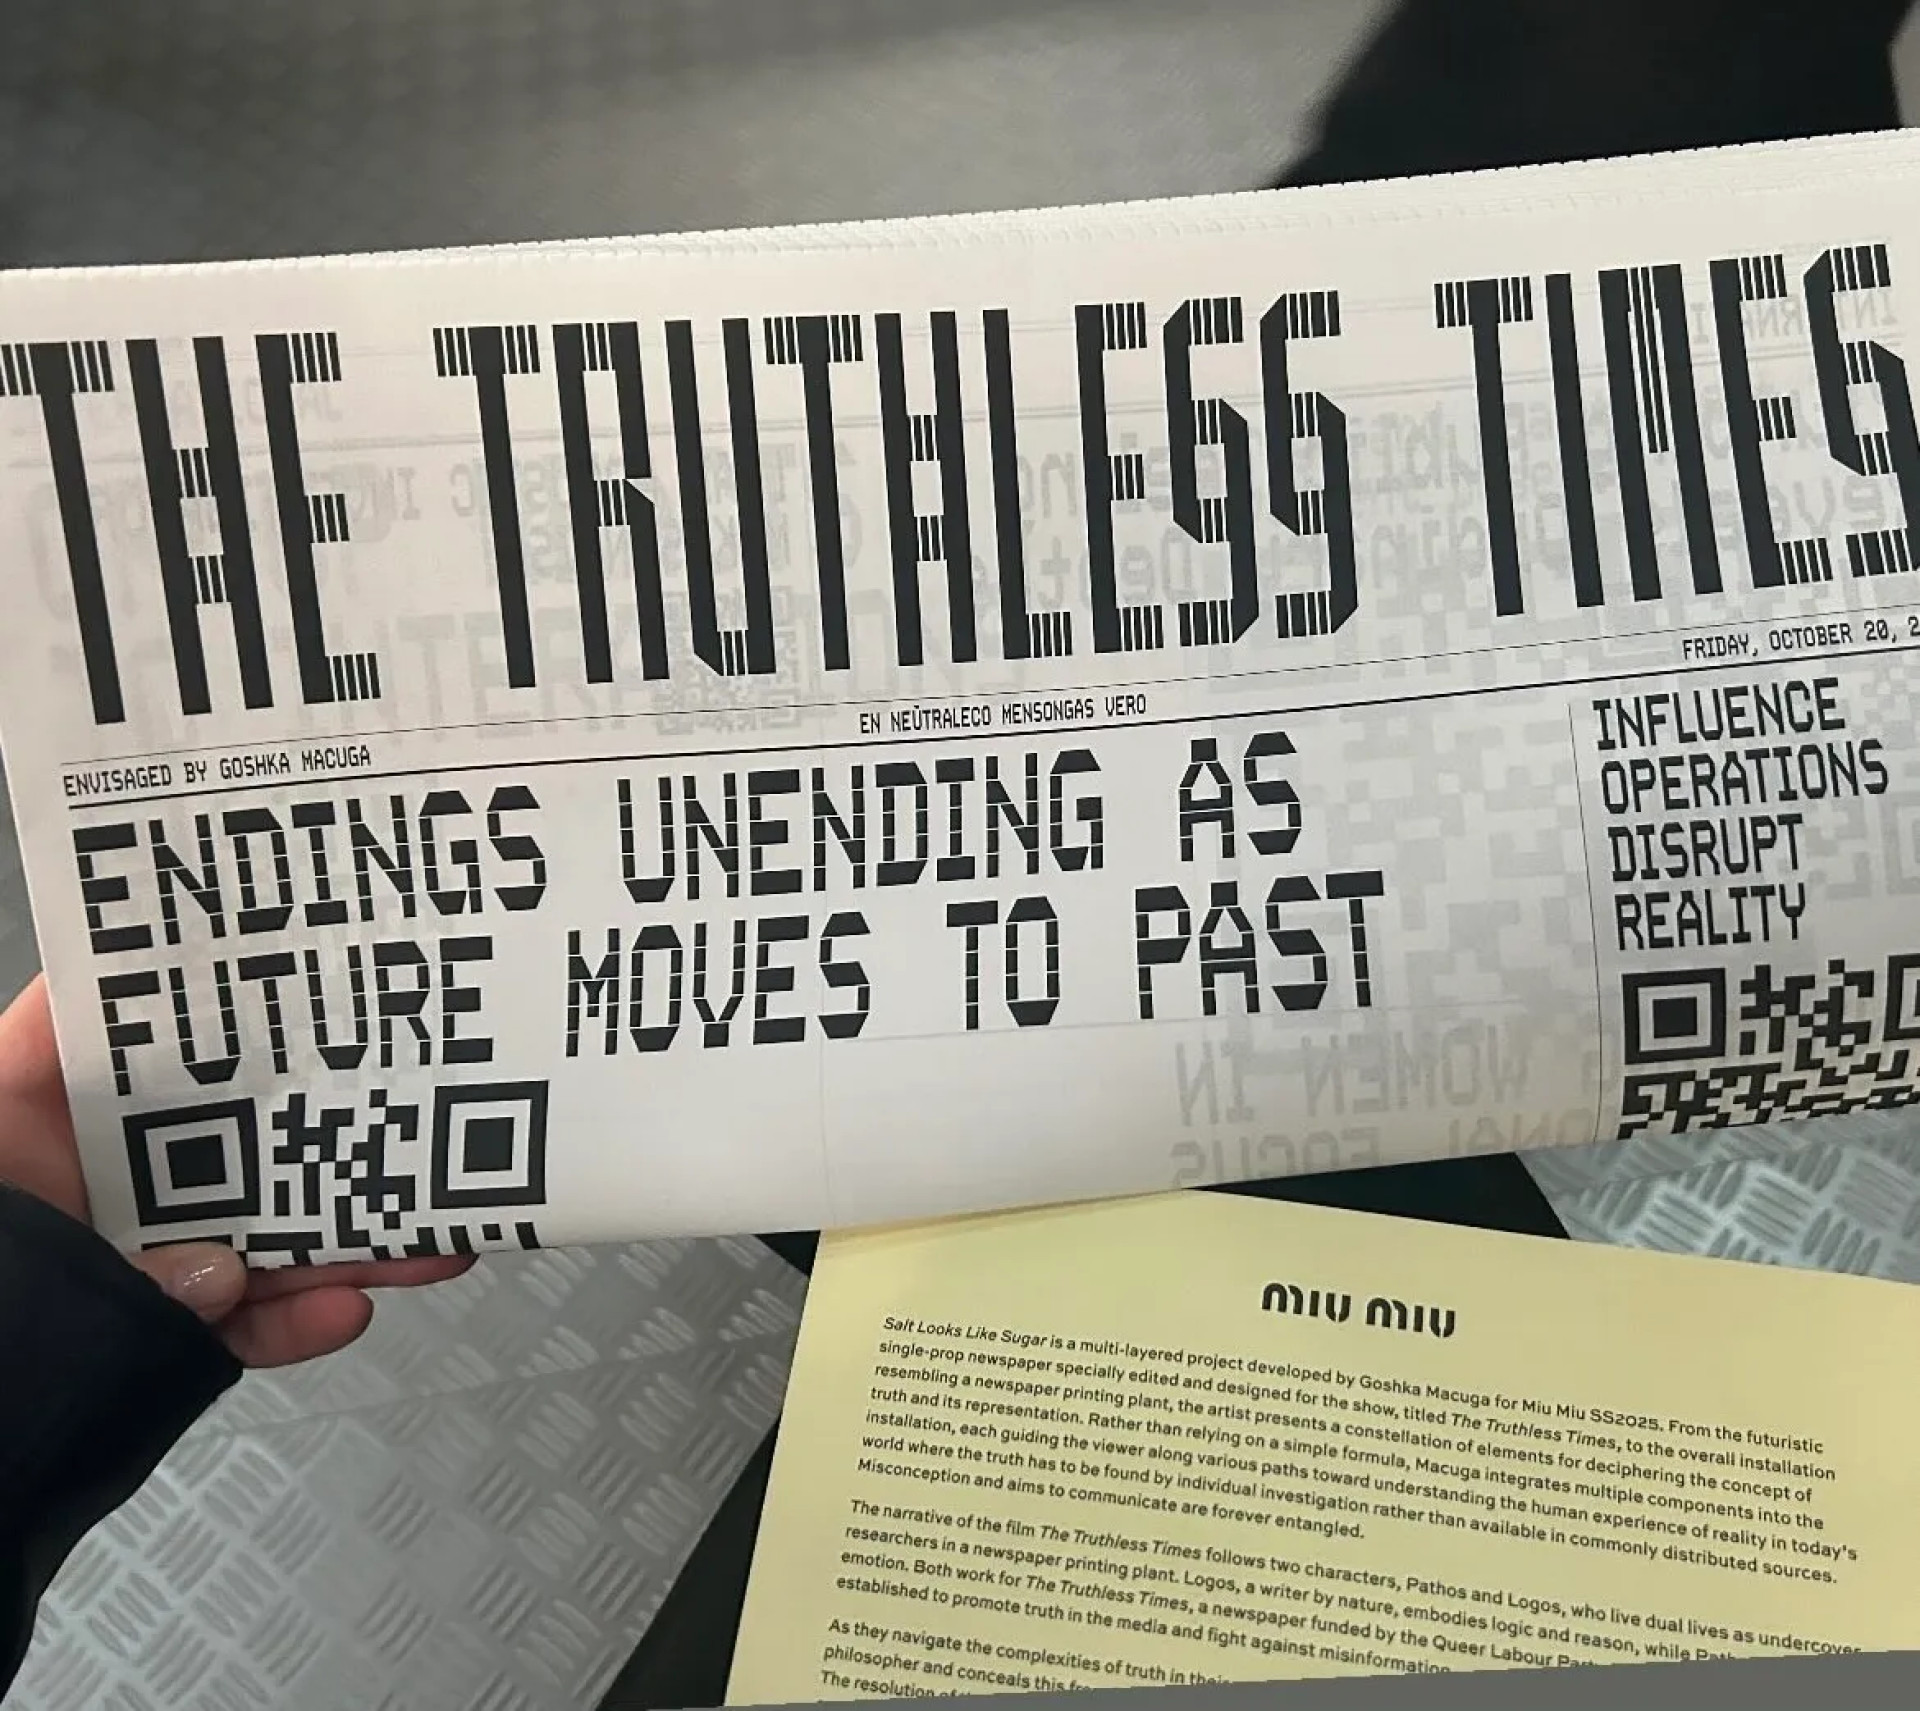 THE TRUTHLESS TIMES
ENVISAGED BY GOSHKA MACUGA
EN NEŬTRALECO MENSONGAS VERO
FRIDAY, OCTOBER 20,
ENDINGS UNENDING AS
FUTURE MOVES TO PAST
INFLUENCE
OPERATIONS
DISRUPT
REALITY
WOMEN IN
FOCUS
MIU MIU
Salt Looks Like Sugar is a multi-layered project developed by Goshka Macuga for Miu Miu SS2025. From the futuristic
single-prop newspaper specially edited and designed for the show, titled The Truthless Times, to the overall installation
resembling a newspaper printing plant, the artist presents a constellation of elements for deciphering the concept of
truth and its representation. Rather than relying on a simple formula, Macuga integrates multiple components into the
installation, each guiding the viewer along various paths toward understanding the human experience of reality in today's
world where the truth has to be found by individual investigation rather than available in commonly distributed sources.
Misconception and aims to communicate are forever entangled.
The narrative of the film The Truthless Times follows two characters, Pathos and Logos, who live dual lives as undercover
researchers in a newspaper printing plant. Logos, a writer by nature, embodies logic and reason, while
emotion. Both work for The Truthless Times, a newspaper funded by the Queer Labour
established to promote truth in the media and fight against misinformation
As they navigate the complexities of truth in their
philosopher and conceals this
The resolution of